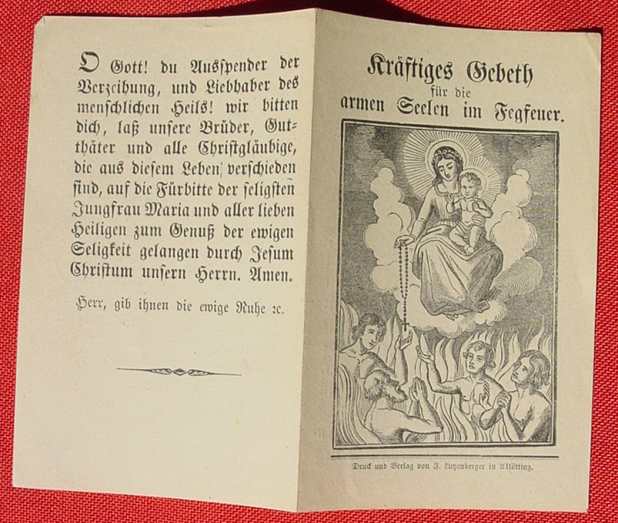 O Gott! du Ausspender der
Verzeihung, und Liebhaber des
menschlichen Heils! wir bitten
dich, laß unsere Brüder, Gut-
thäter und alle Christgläubige,
die aus diesem Leben verschieden
sind, auf die Fürbitte der seligsten
Jungfrau Maria und aller lieben
Heiligen zum Genuß der ewigen
Seligkeit gelangen durch Jesum
Christum unsern Herrn. Amen.
Herr, gib ihnen die ewige Ruhe ꝛc.
Kräftiges Gebeth
für die
armen Seelen im Fegfeuer.
Druck und Verlag von J. Lutzenberger in Altötting.